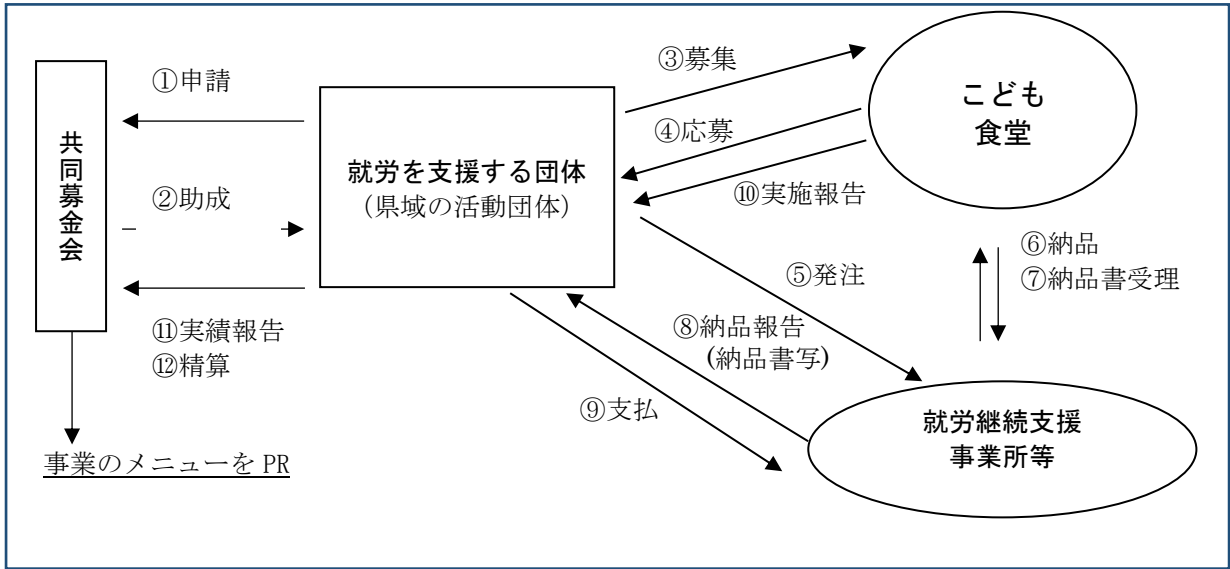 共同募金会
①申請
②助成
⑪実績報告
⑫精算
事業のメニューを PR
就労を支援する団体
（県域の活動団体）
③募集
④応募
⑩実施報告
こども
食堂
⑤発注
⑥納品
⑦納品書受理
⑧納品報告
(納品書写)
⑨支払
就労継続支援
事業所等